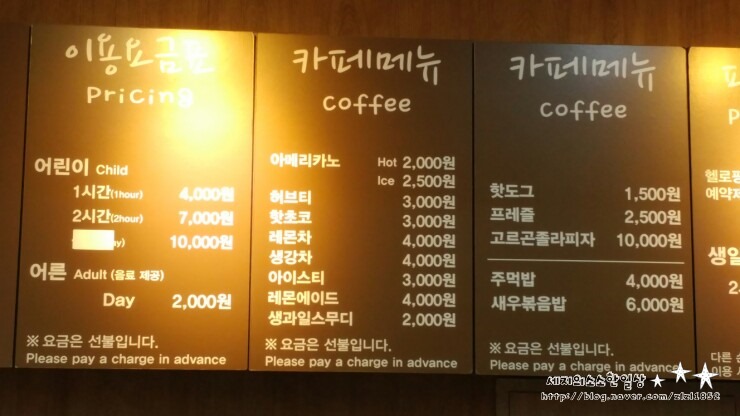 이용요금표
Pricing
어린이 Child
1시간(1hour) 4,000원
2시간(2hour) 7,000원
10,000원
어른 Adult (음료 제공)
Day 2,000원
※ 요금은 선불입니다.
Please pay a charge in advance
카페메뉴
coffee
아메리카노 Hot 2,000원
Ice 2,500원
허브티 3,000원
핫초코 3,000원
레몬차 4,000원
생강차 4,000원
아이스티 3,000원
레몬에이드 4,000원
생과일스무디 2,000원
※ 요금은 선불입니다.
Please pay a charge in advance
카페메뉴
coffee
핫도그 1,500원
프레즐 2,500원
고르곤졸라피자 10,000원
주먹밥 4,000원
새우볶음밥 6,000원
※ 요금은 선불입니다.
Please pay a charge in advance
헬로
예약
생일
다른
이용
세지의소소한일상
http://blog.naver.com/zlzl1852